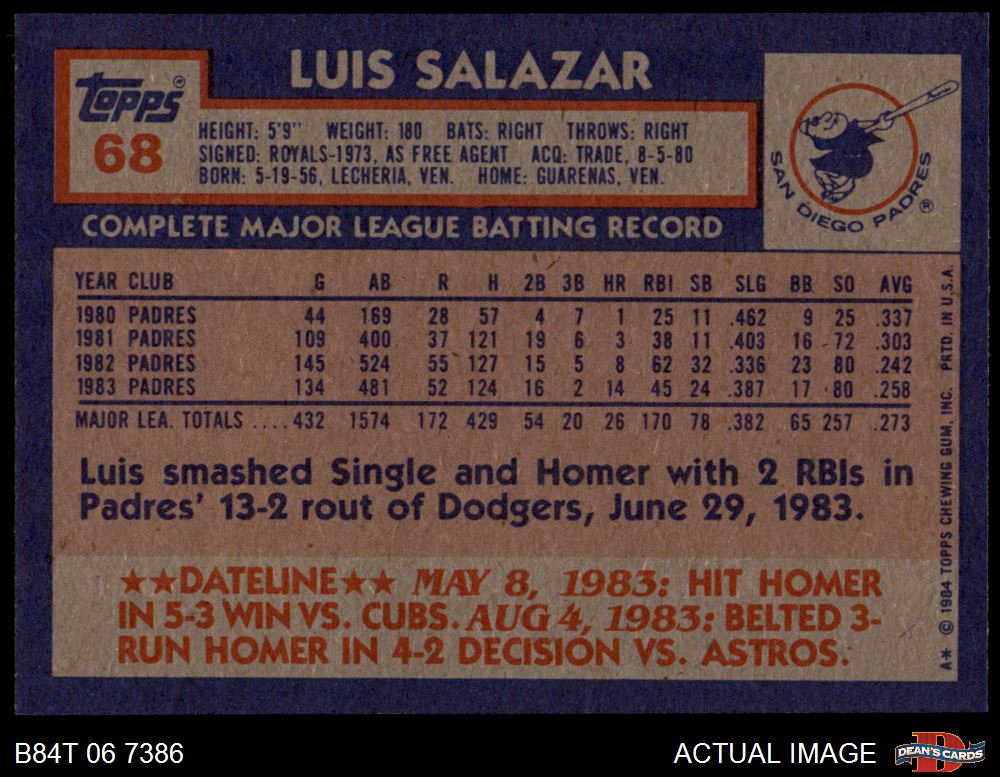 LUIS SALAZAR
Topps®
68
HEIGHT: 5'9" WEIGHT: 180 BATS: RIGHT THROWS: RIGHT
SIGNED: ROYALS-1973, AS FREE AGENT ACQ: TRADE, 8-5-80
BORN: 5-19-56, LECHERIA, VEN. HOME: GUARENAS, VEN.
SAN DIEGO PADRES ®
COMPLETE MAJOR LEAGUE BATTING RECORD
YEAR CLUB G AB R H 2B 3B HR RBI SB SLG BB SO AVG
1980 PADRES 44 169 28 57 4 7 1 25 11 .462 9 25 .337
1981 PADRES 109 400 37 121 19 6 3 38 11 .403 16 72 .303
1982 PADRES 145 524 55 127 15 5 8 62 32 .336 23 80 .242
1983 PADRES 134 481 52 124 16 2 14 45 24 .387 17 80 .258
MAJOR LEA. TOTALS ....432 1574 172 429 54 20 26 170 78 .382 65 257 .273
Luis smashed Single and Homer with 2 RBIs in
Padres' 13-2 rout of Dodgers, June 29, 1983.
★★DATELINE★★ MAY 8, 1983: HIT HOMER
IN 5-3 WIN VS. CUBS. AUG 4, 1983: BELTED 3-
RUN HOMER IN 4-2 DECISION VS. ASTROS.
A* © 1984 TOPPS CHEWING GUM, INC. PRTD. IN U.S.A.
B84T 06 7386
ACTUAL IMAGE
DEAN'S CARDS